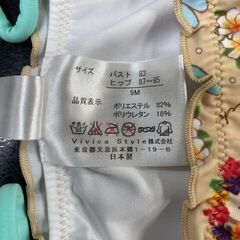 サイズ
バスト 83
ヒップ 87~95
9M
品質表示
ポリエステル 82%
ポリウレタン 18%
Vivica Style株式会社
東京都文京区本郷1-19-6
日本製